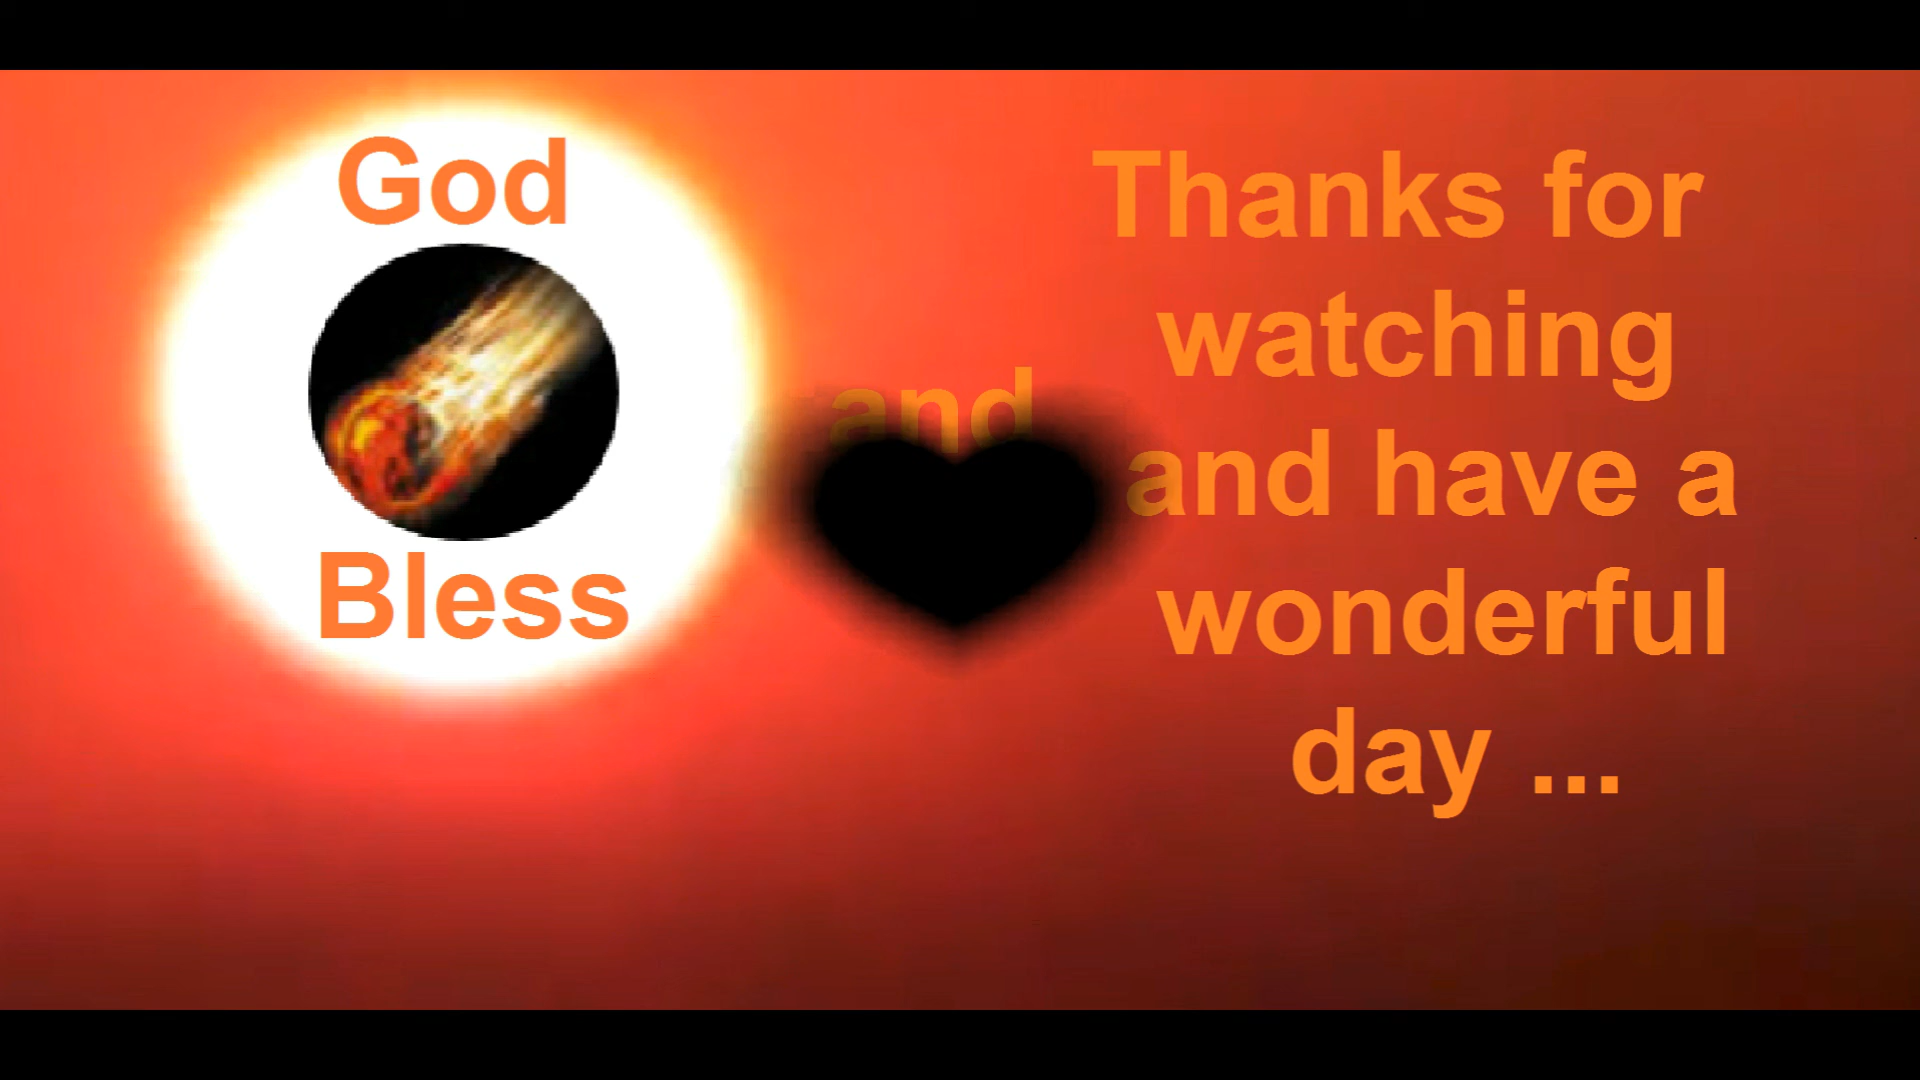 God
Bless
and
Thanks for
watching
and have a
wonderful
day ...